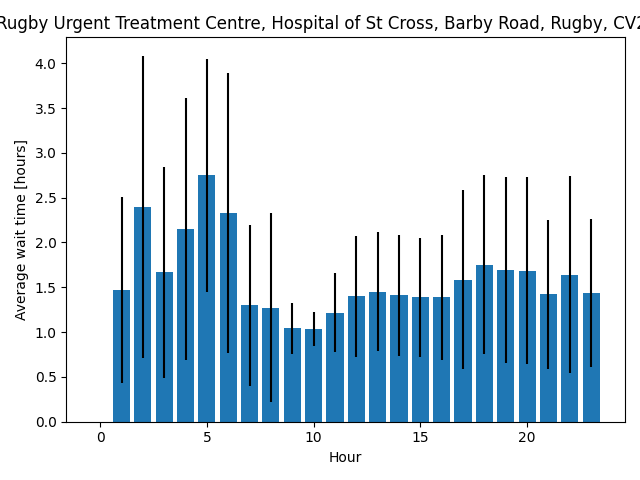 Rugby Urgent Treatment Centre, Hospital of St Cross, Barby Road, Rugby, CV2
4.0
3.5
3.0
2.5
2.0
1.5
1.0
0.5
0.0
Average wait time [hours]
0 5 10 15 20
Hour